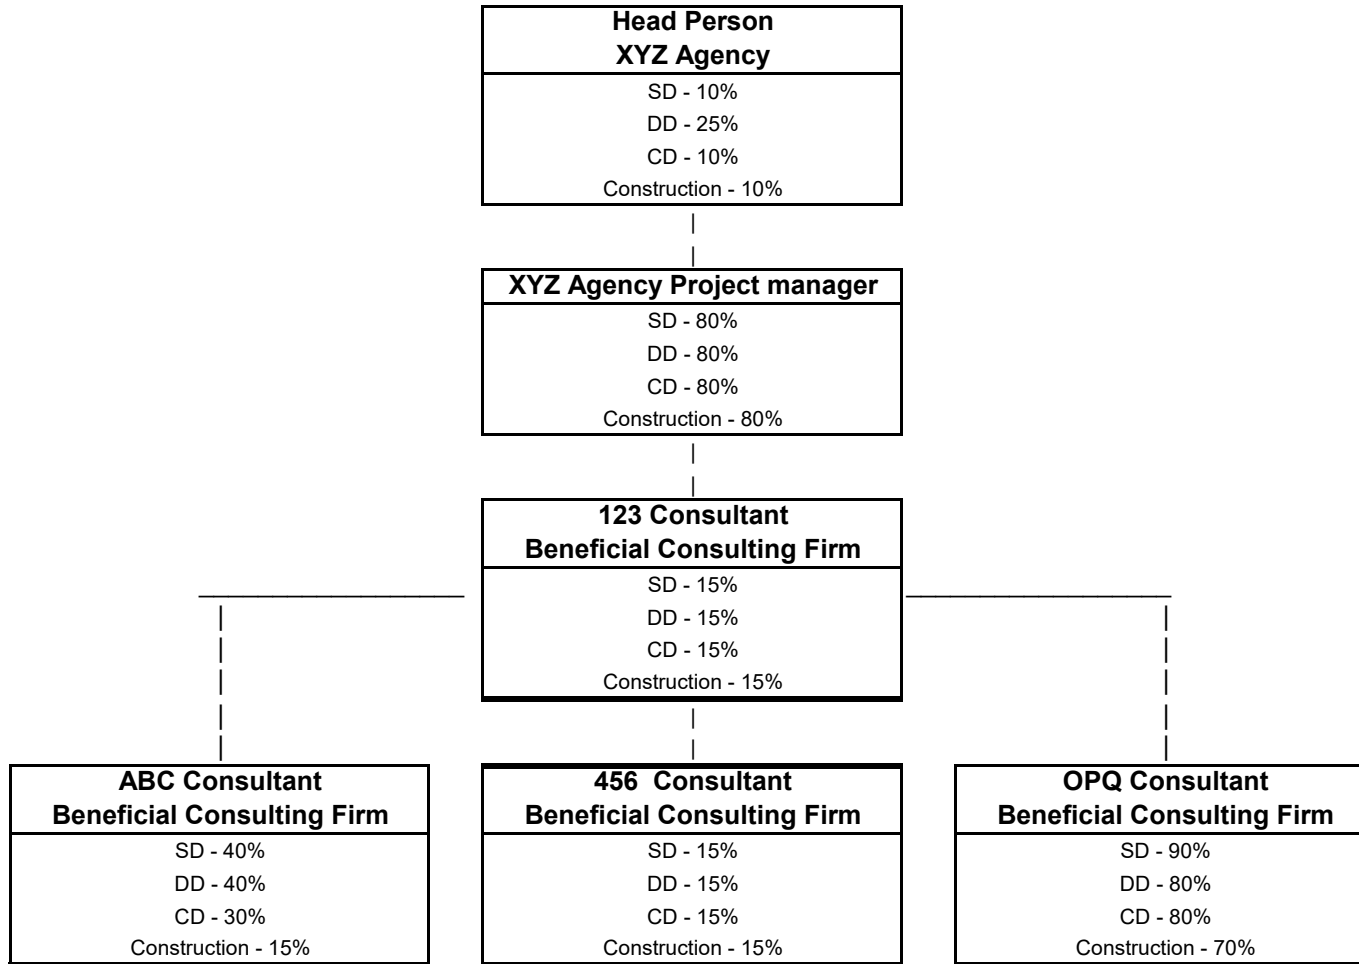 Head Person
XYZ Agency
SD - 10%
DD - 25%
CD - 10%
Construction - 10%
XYZ Agency Project manager
SD - 80%
DD - 80%
CD - 80%
Construction - 80%
123 Consultant
Beneficial Consulting Firm
SD - 15%
DD - 15%
CD - 15%
Construction - 15%
ABC Consultant
Beneficial Consulting Firm
SD - 40%
DD - 40%
CD - 30%
Construction - 15%
456 Consultant
Beneficial Consulting Firm
SD - 15%
DD - 15%
CD - 15%
Construction - 15%
OPQ Consultant
Beneficial Consulting Firm
SD - 90%
DD - 80%
CD - 80%
Construction - 70%